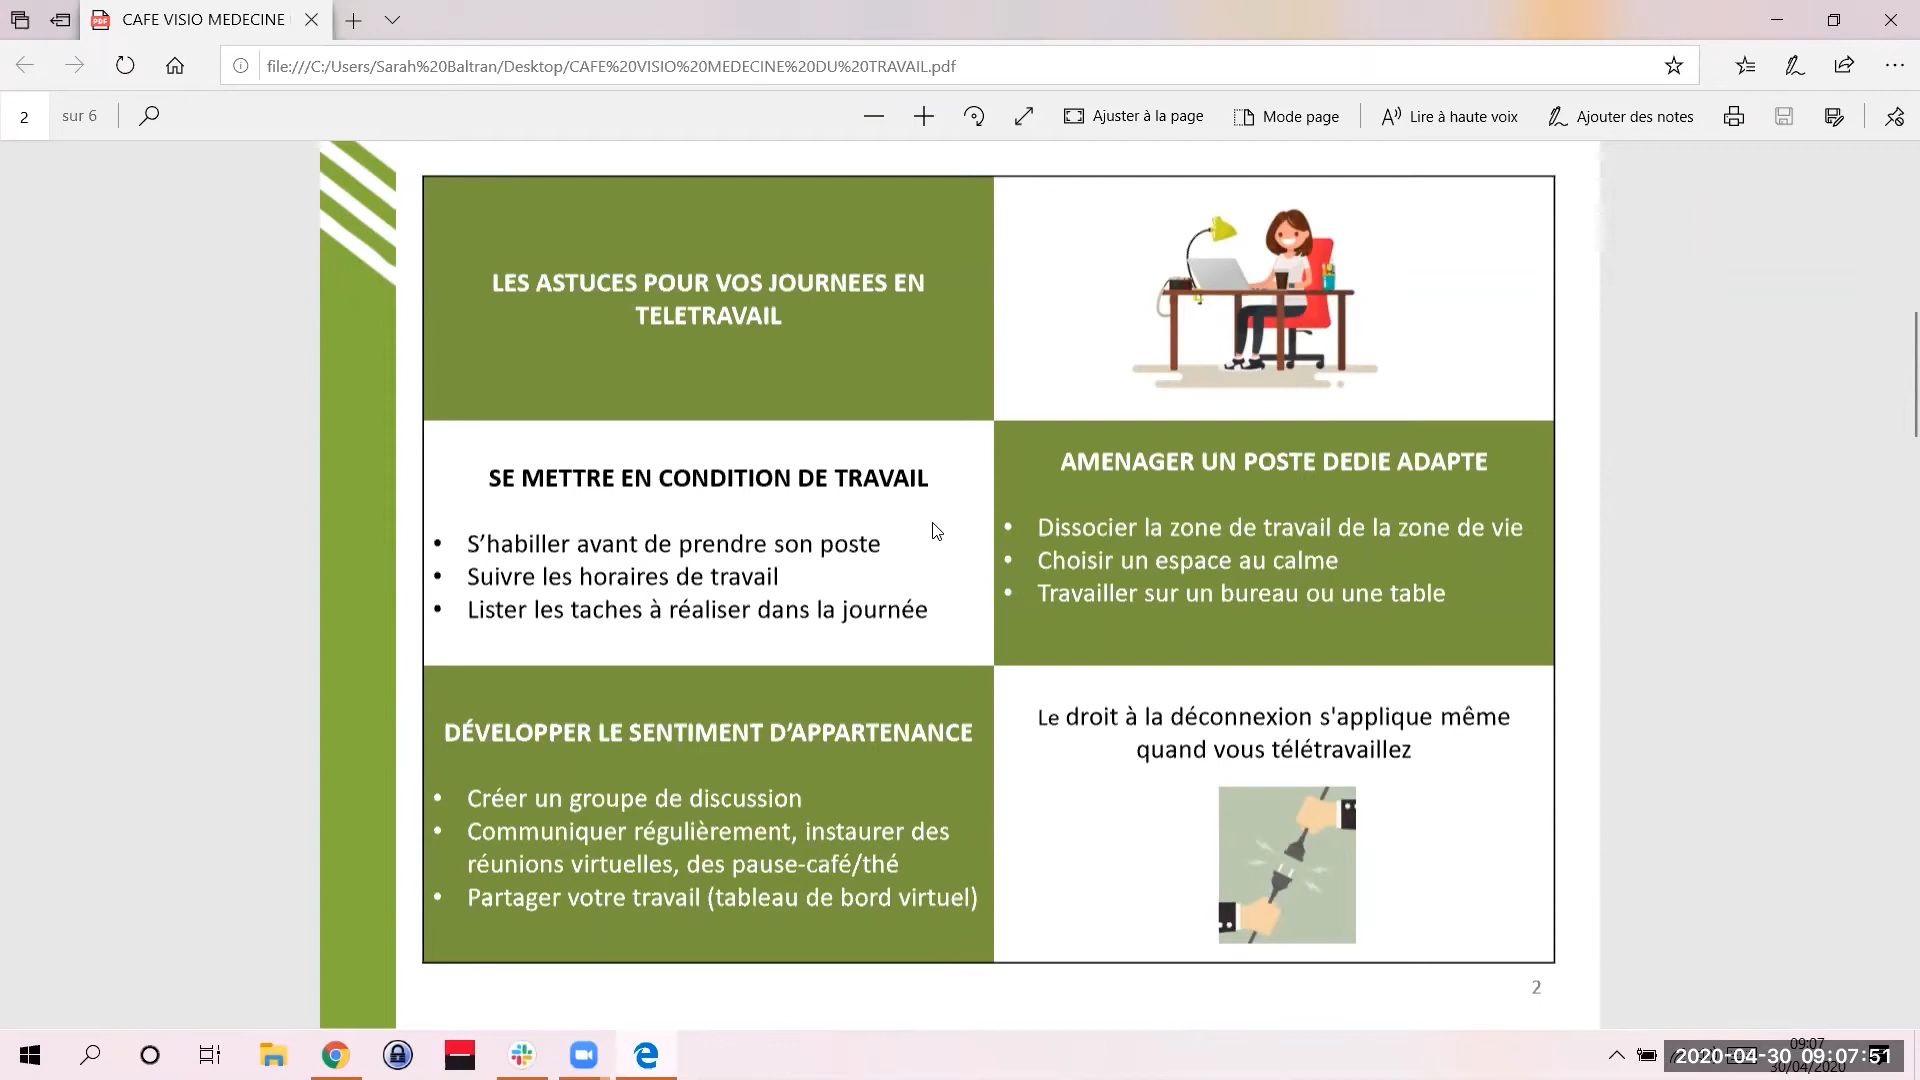 CAFE VISIO MEDECINE
file:///C:/Users/Sarah%20Baltran/Desktop/CAFE%20VISIO%20MEDECINE%20DU%20TRAVAIL.pdf
2 sur 6
Ajuster à la page
Mode page
Lire à haute voix
Ajouter des notes
LES ASTUCES POUR VOS JOURNEES EN
TELETRAVAIL
SE METTRE EN CONDITION DE TRAVAIL
• S’habiller avant de prendre son poste
• Suivre les horaires de travail
• Lister les taches à réaliser dans la journée
AMENAGER UN POSTE DEDIE ADAPTE
• Dissocier la zone de travail de la zone de vie
• Choisir un espace au calme
• Travailler sur un bureau ou une table
DÉVELOPPER LE SENTIMENT D’APPARTENANCE
• Créer un groupe de discussion
• Communiquer régulièrement, instaurer des
réunions virtuelles, des pause-café/thé
• Partager votre travail (tableau de bord virtuel)
Le droit à la déconnexion s'applique même
quand vous télétravaillez
2
09:07
2020-04-30 09:07:51
30/04/2020